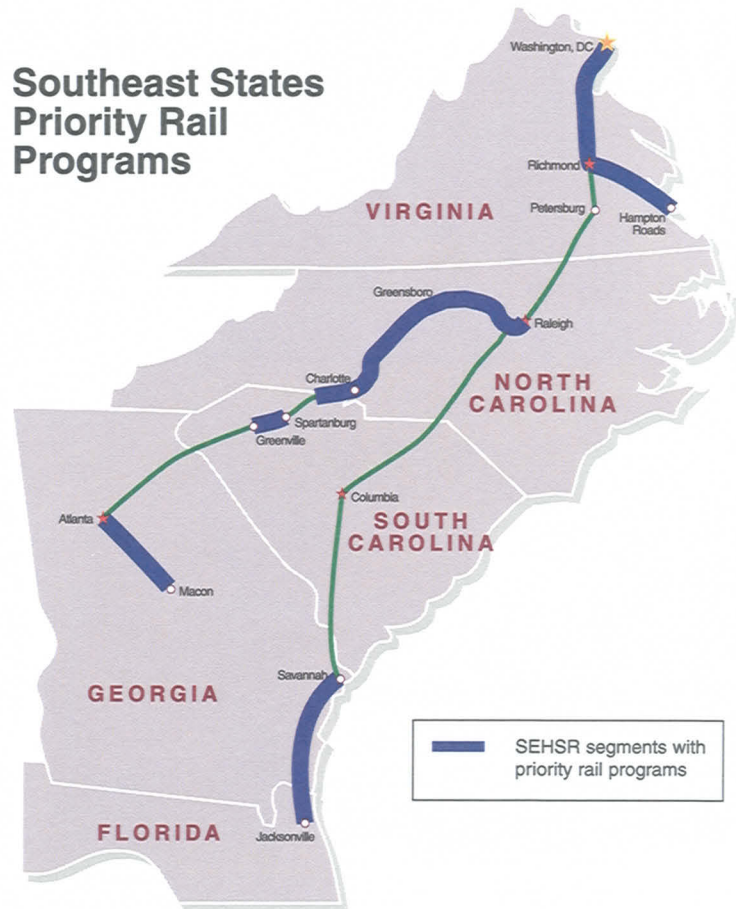 Southeast States
Priority Rail
Programs
Washington, DC
Richmond
VIRGINIA
Petersburg
Hampton
Roads
Greensboro
Raleigh
Charlotte
NORTH
CAROLINA
Spartanburg
Greenville
Columbia
Atlanta
SOUTH
CAROLINA
Macon
Savannah
GEORGIA
SEHSR segments with
priority rail programs
FLORIDA
Jacksonville